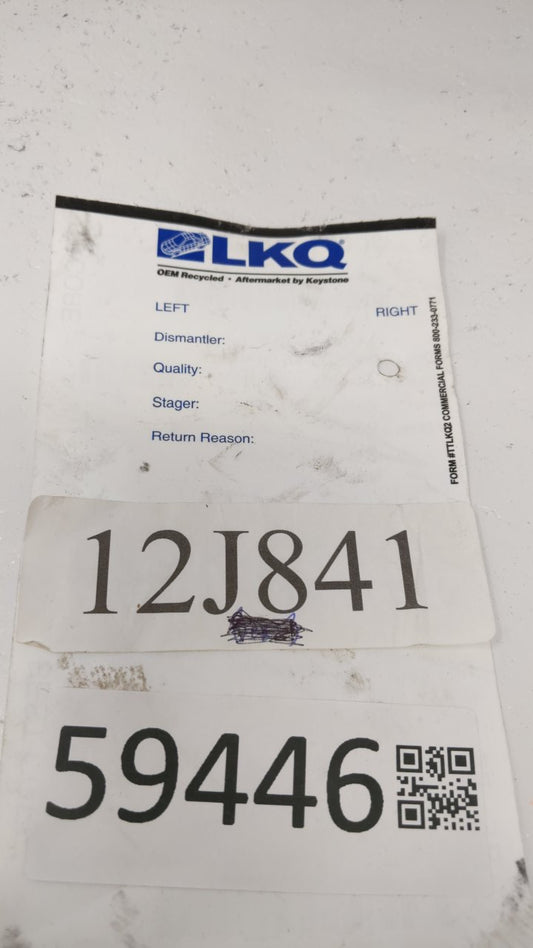 LKQ®
OEM Recycled • Aftermarket by Keystone
LEFT RIGHT
Dismantler:
Quality:
Stager:
Return Reason:
FORM #TTLKQ2 COMMERCIAL FORMS 800-233-0771
12J841
59446